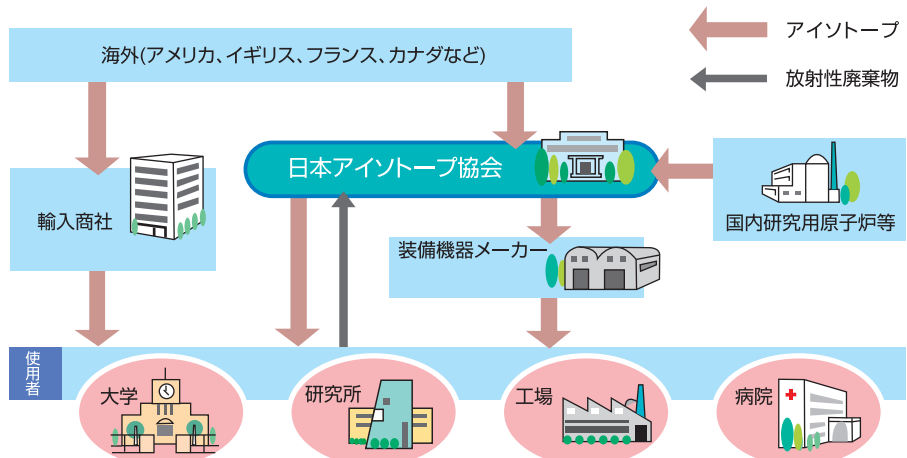 アイソトープ
放射性廃棄物
海外(アメリカ、イギリス、フランス、カナダなど)
日本アイソトープ協会
輸入商社
国内研究用原子炉等
装備機器メーカー
使用者
大学
研究所
工場
病院